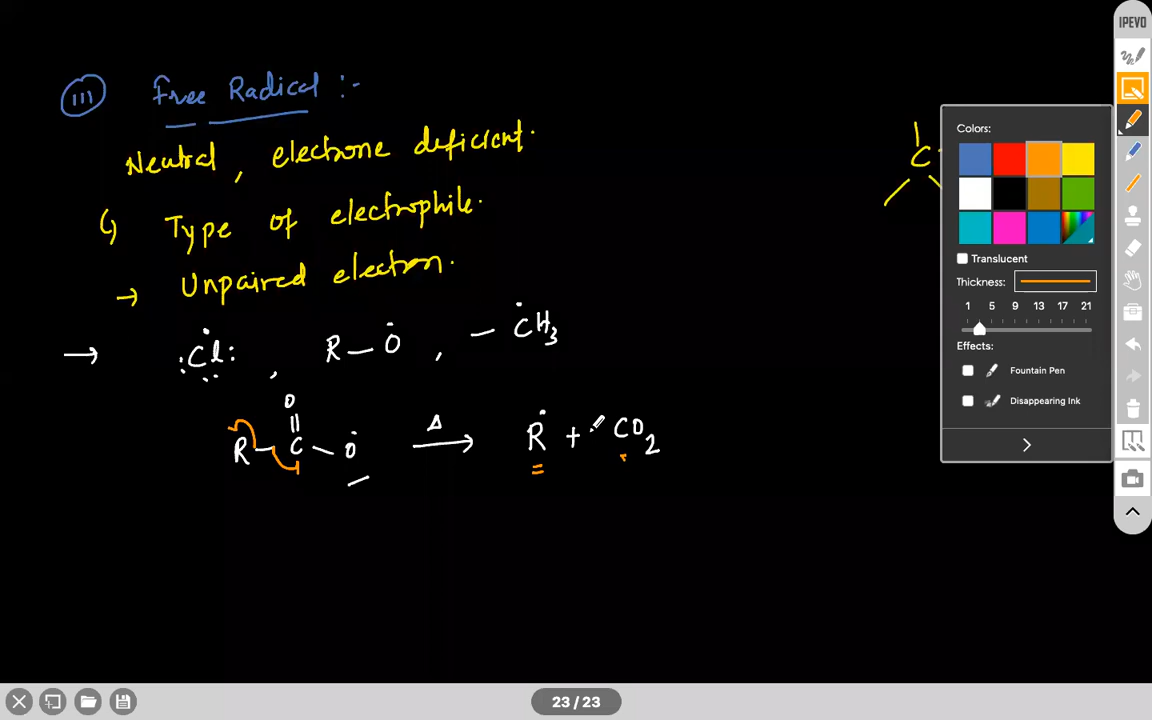 (III) Free Radical :-
Neutral, electrone deficient.
Type of electrophile.
→ Unpaired electron.
→ :Cl: , R–O , –CH3
O
R–C–O Δ→ R + CO2
C
IPEVO
Colors:
Translucent
Thickness:
1 5 9 13 17 21
Effects:
Fountain Pen
Disappearing Ink
23 / 23